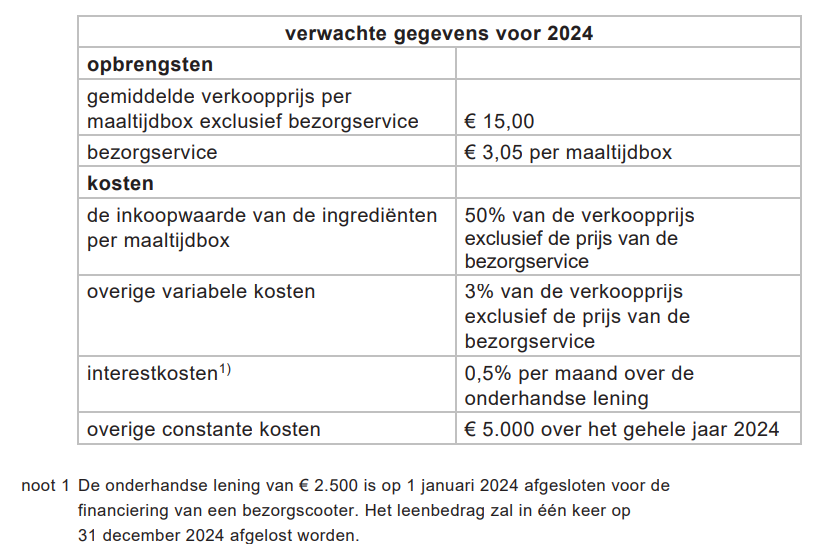 verwachte gegevens voor 2024
opbrengsten
gemiddelde verkoopprijs per
maaltijdbox exclusief bezorgservice
€ 15,00
bezorgservice
€ 3,05 per maaltijdbox
kosten
de inkoopwaarde van de ingrediënten
per maaltijdbox
50% van de verkoopprijs
exclusief de prijs van de
bezorgservice
overige variabele kosten
3% van de verkoopprijs
exclusief de prijs van de
bezorgservice
interestkosten1)
0,5% per maand over de
onderhandse lening
overige constante kosten
€ 5.000 over het gehele jaar 2024
noot 1 De onderhandse lening van € 2.500 is op 1 januari 2024 afgesloten voor de
financiering van een bezorgscooter. Het leenbedrag zal in één keer op
31 december 2024 afgelost worden.